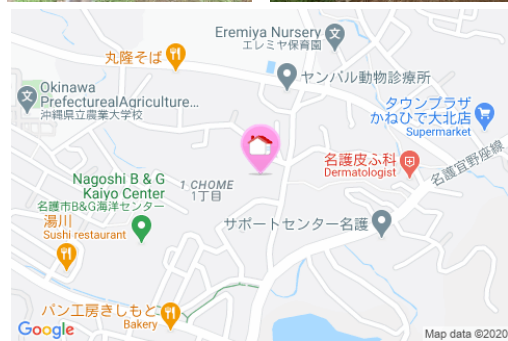 Eremiya Nursery
エレミヤ保育園
丸隆そば
ヤンバル動物診療所
Okinawa
PrefecturealAgriculture...
沖縄県立農業大学校
タウンプラザ
かねひで大北店
Supermarket
名護皮ふ科
Dermatologist
名護宜野座線
Nagoshi B & G
Kaiyo Center
名護市B&G海洋センター
1 CHOME
1丁目
湯川
Sushi restaurant
サポートセンター名護
パン工房きしもと
Bakery
Google
Map data ©2020